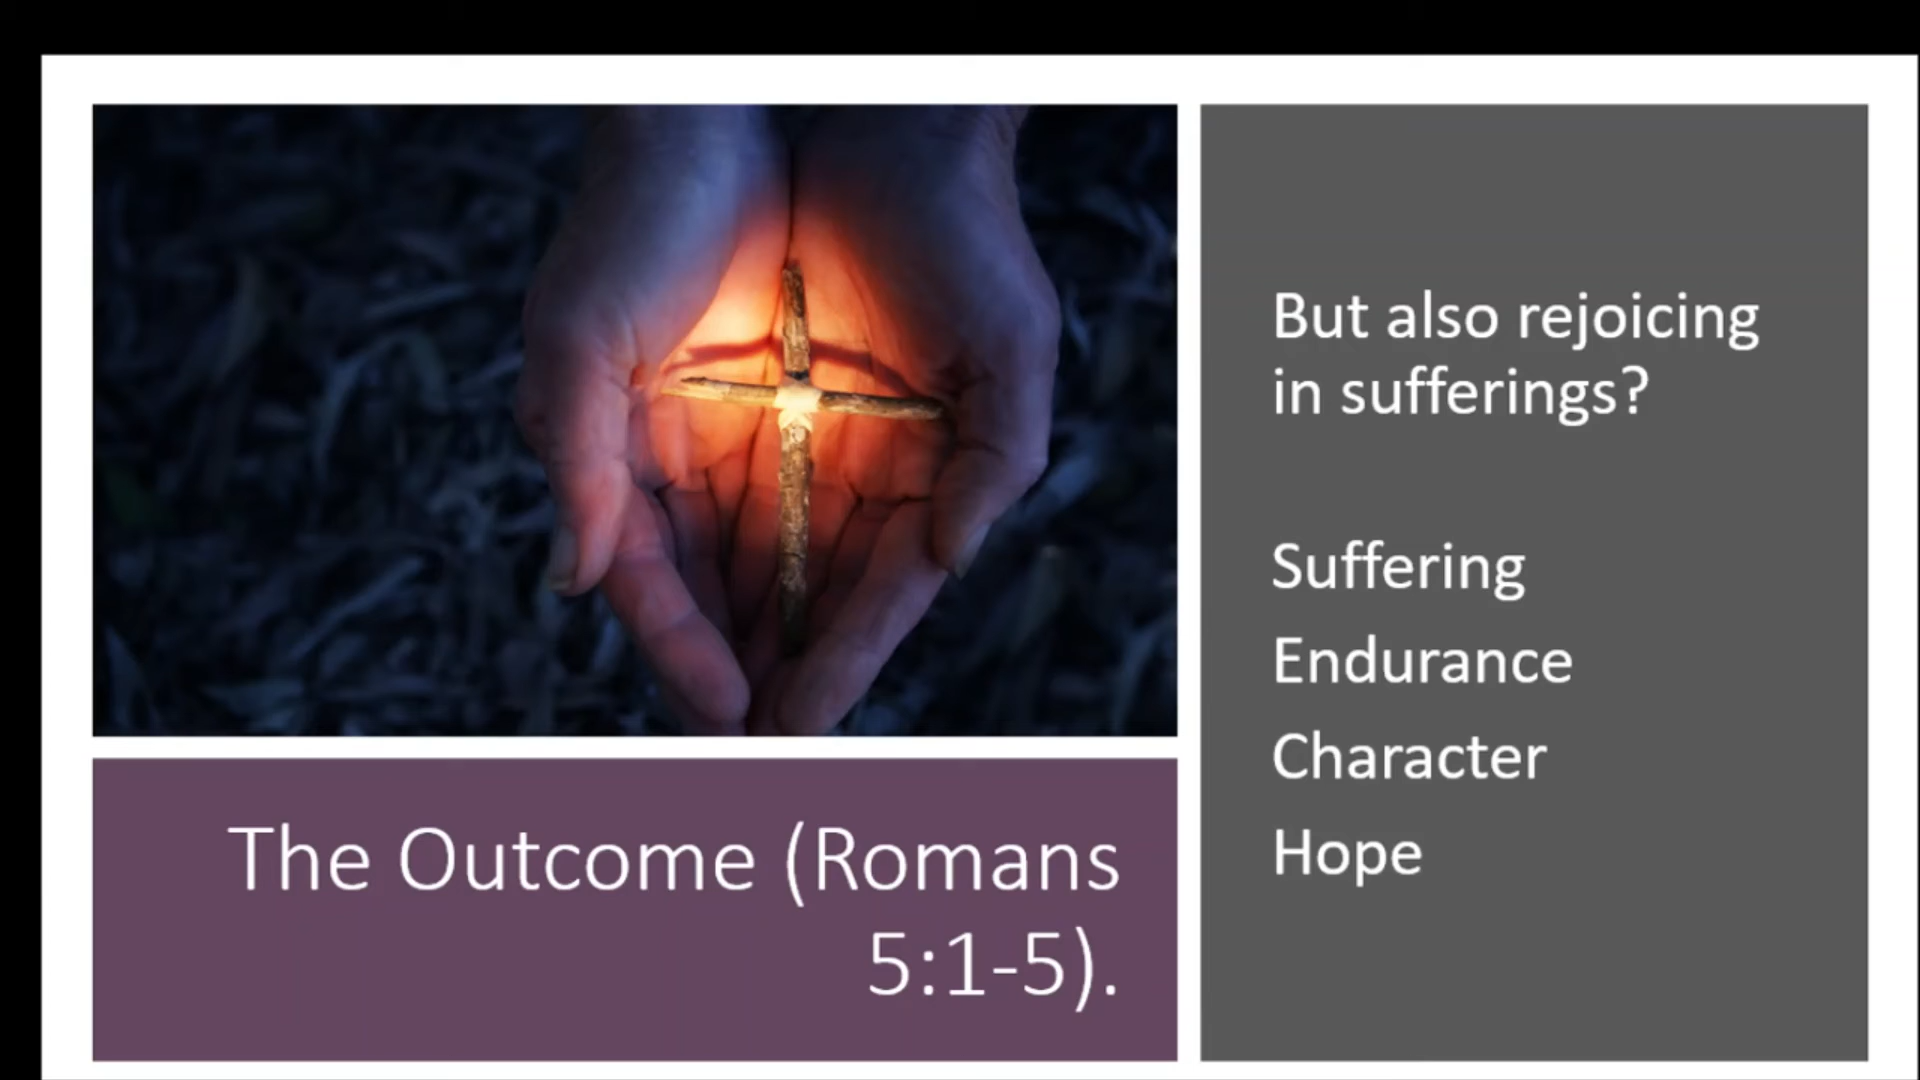 But also rejoicing
in sufferings?
Suffering
Endurance
Character
Hope
The Outcome (Romans
5:1-5).